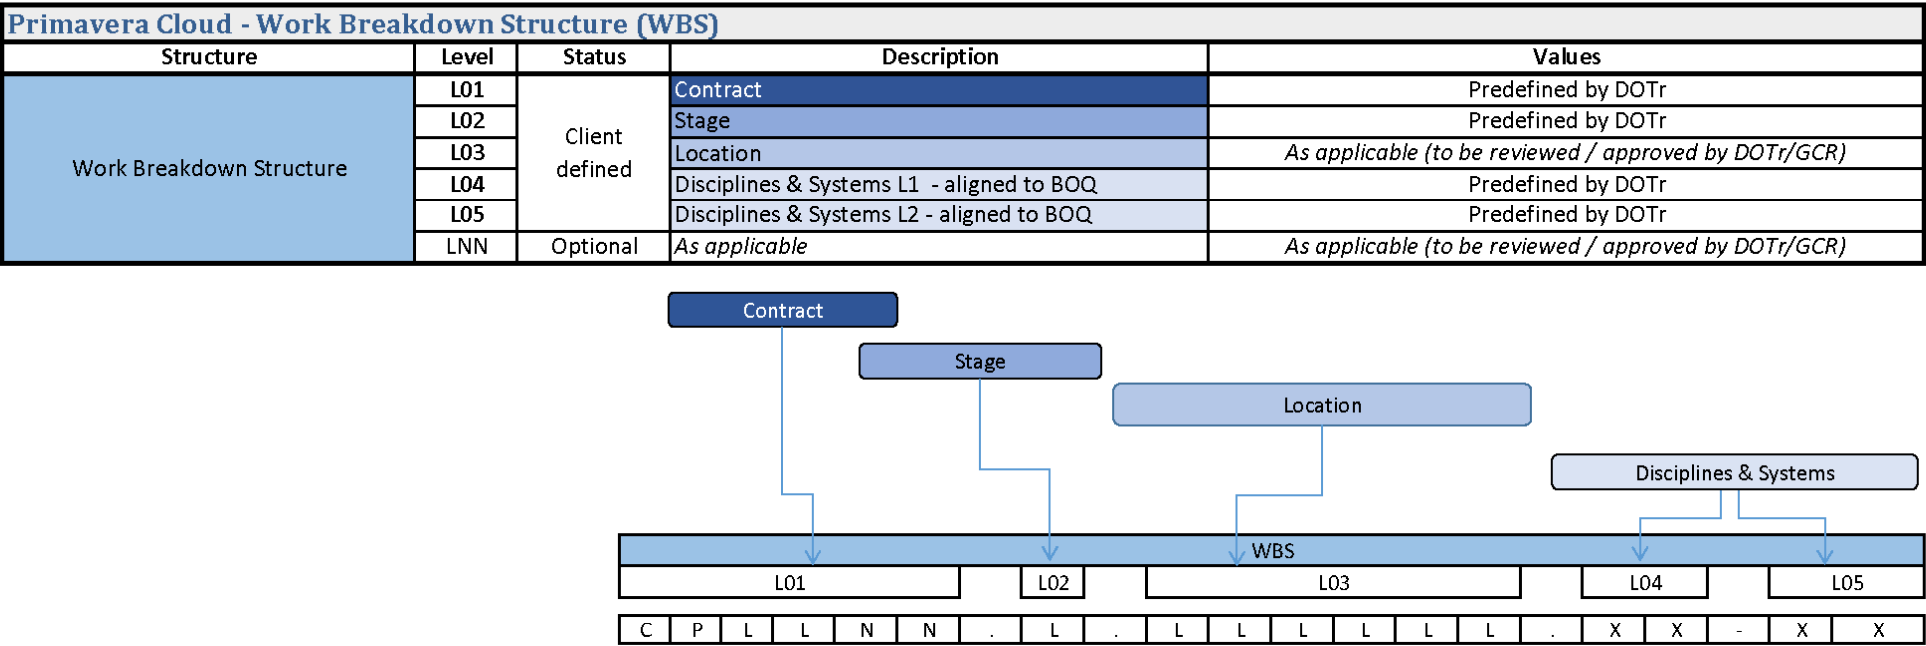 Primavera Cloud - Work Breakdown Structure (WBS)
Structure Level Status Description Values
Work Breakdown Structure
L01 Contract Predefined by DOTr
L02 Stage Predefined by DOTr
Client defined
L03 Location As applicable (to be reviewed / approved by DOTr/GCR)
L04 Disciplines & Systems L1 - aligned to BOQ Predefined by DOTr
L05 Disciplines & Systems L2 - aligned to BOQ Predefined by DOTr
LNN Optional As applicable As applicable (to be reviewed / approved by DOTr/GCR)
Contract
Stage
Location
Disciplines & Systems
WBS
L01 L02 L03 L04 L05
C P L L N N . L . L L L L L L . X X - X X